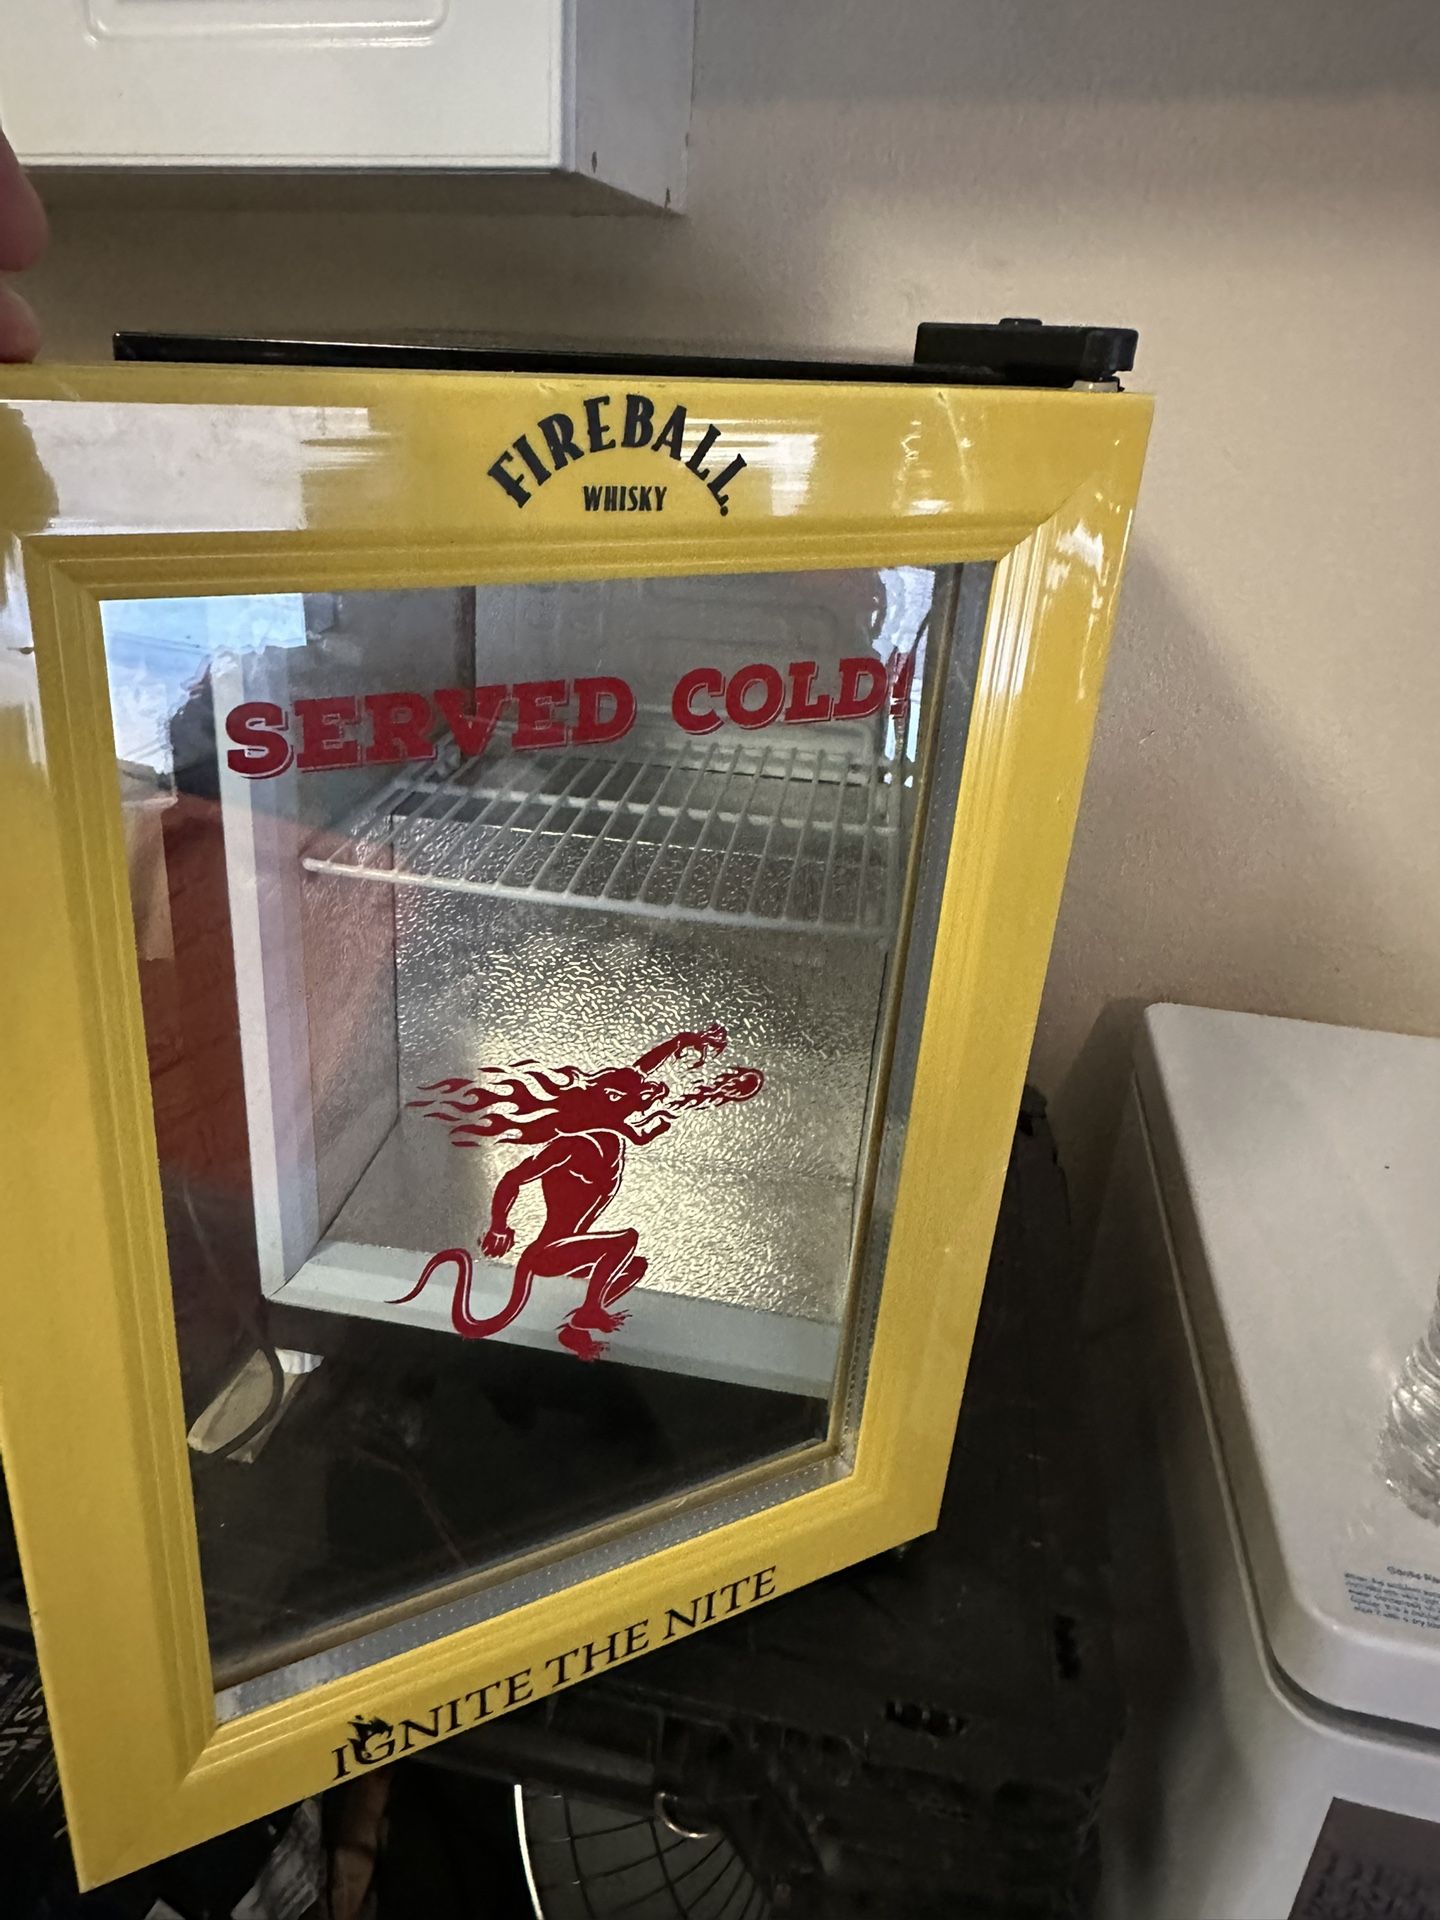 FIREBALL
WHISKY
SERVED COLD!
IGNITE THE NITE